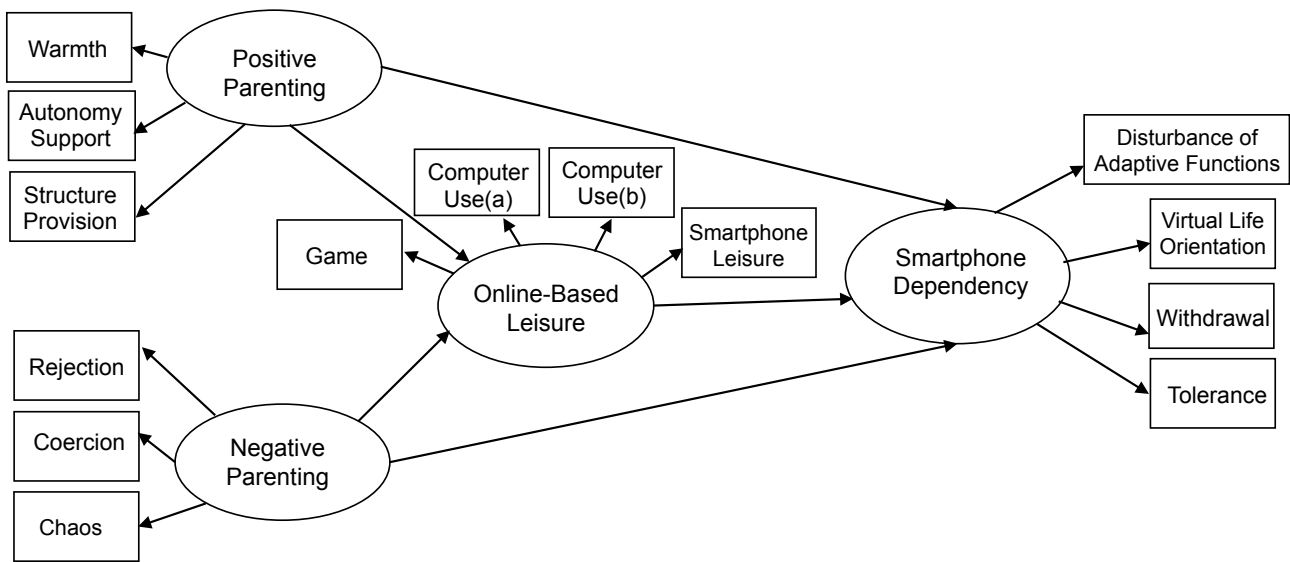 Warmth
Positive
Parenting
Autonomy
Support
Structure
Provision
Computer
Use(a)
Computer
Use(b)
Game
Smartphone
Leisure
Online-Based
Leisure
Disturbance of
Adaptive Functions
Virtual Life
Orientation
Smartphone
Dependency
Withdrawal
Tolerance
Rejection
Coercion
Chaos
Negative
Parenting